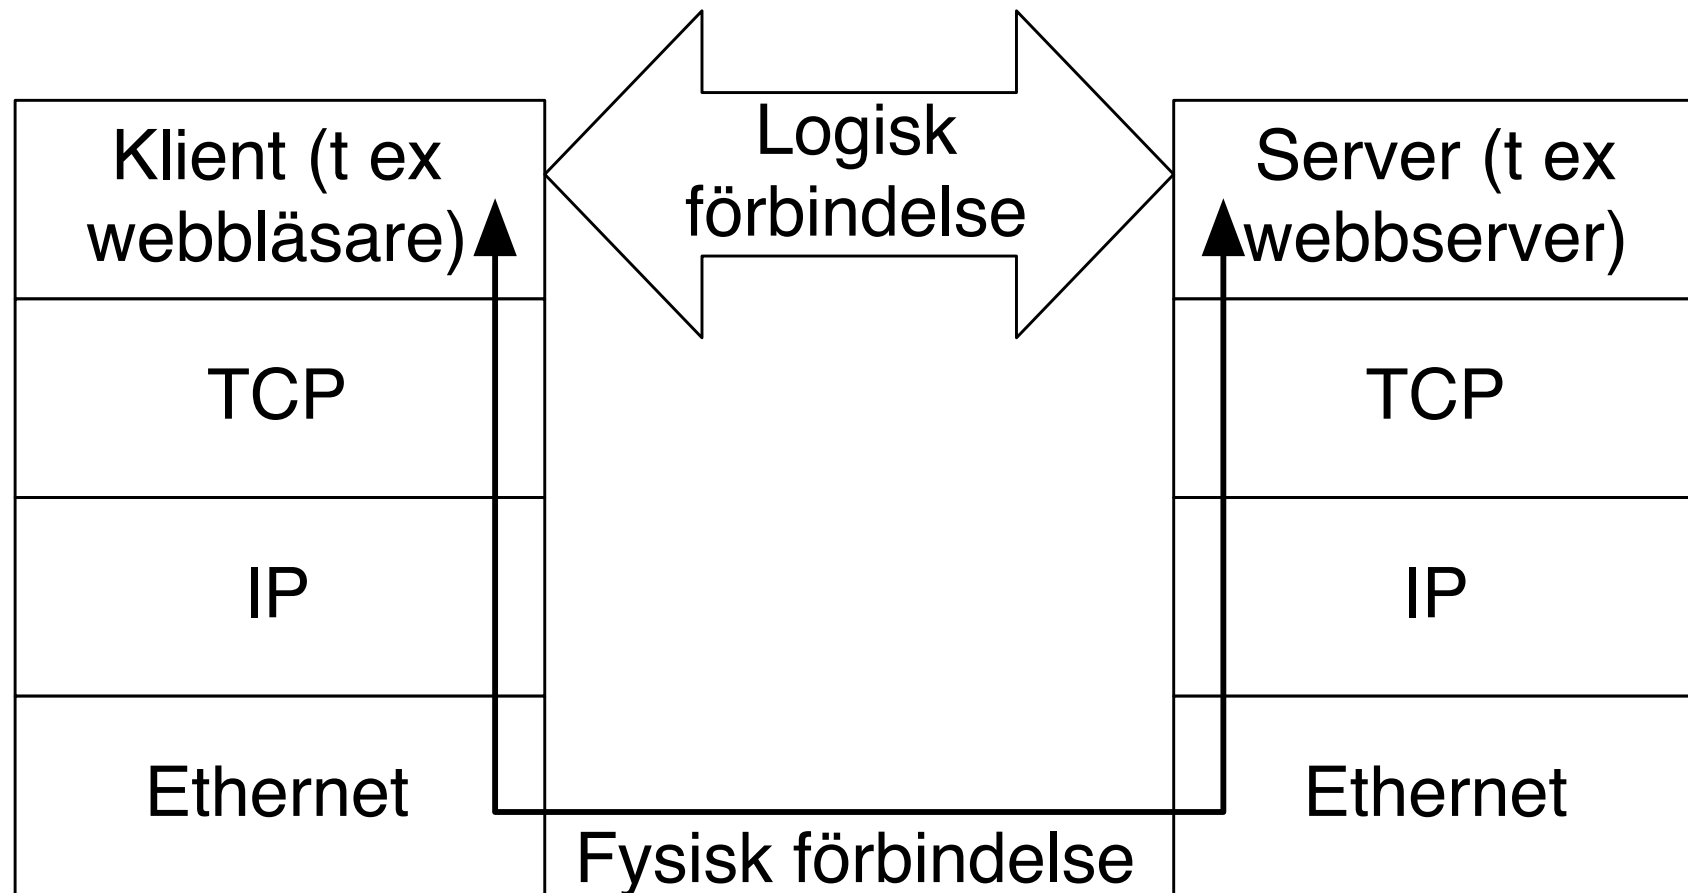 Klient (t ex
webbläsare)
Logisk
förbindelse
Server (t ex
webbserver)
TCP
TCP
IP
IP
Ethernet
Ethernet
Fysisk förbindelse